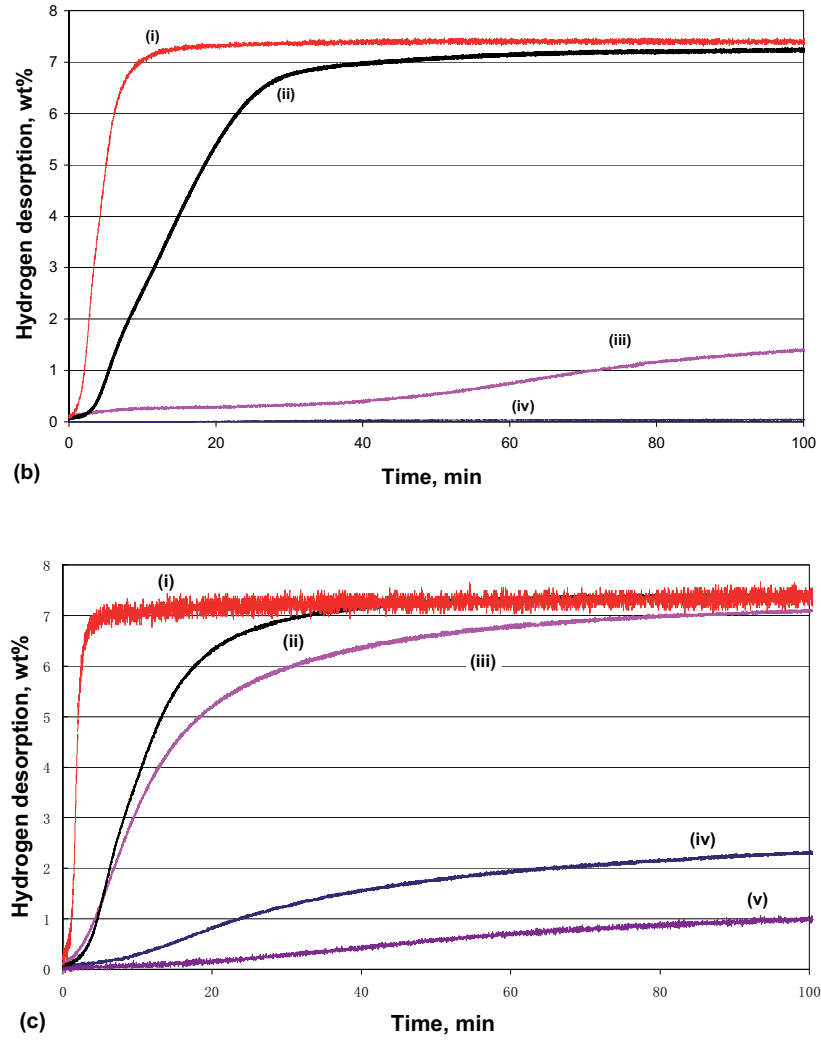 Hydrogen desorption, wt%
8
7
6
5
4
3
2
1
0
(i)
(ii)
(iii)
(iv)
0 20 40 60 80 100
Time, min
(b)
Hydrogen desorption, wt%
8
7
6
5
4
3
2
1
0
(i)
(ii)
(iii)
(iv)
(v)
0 20 40 60 80 100
Time, min
(c)